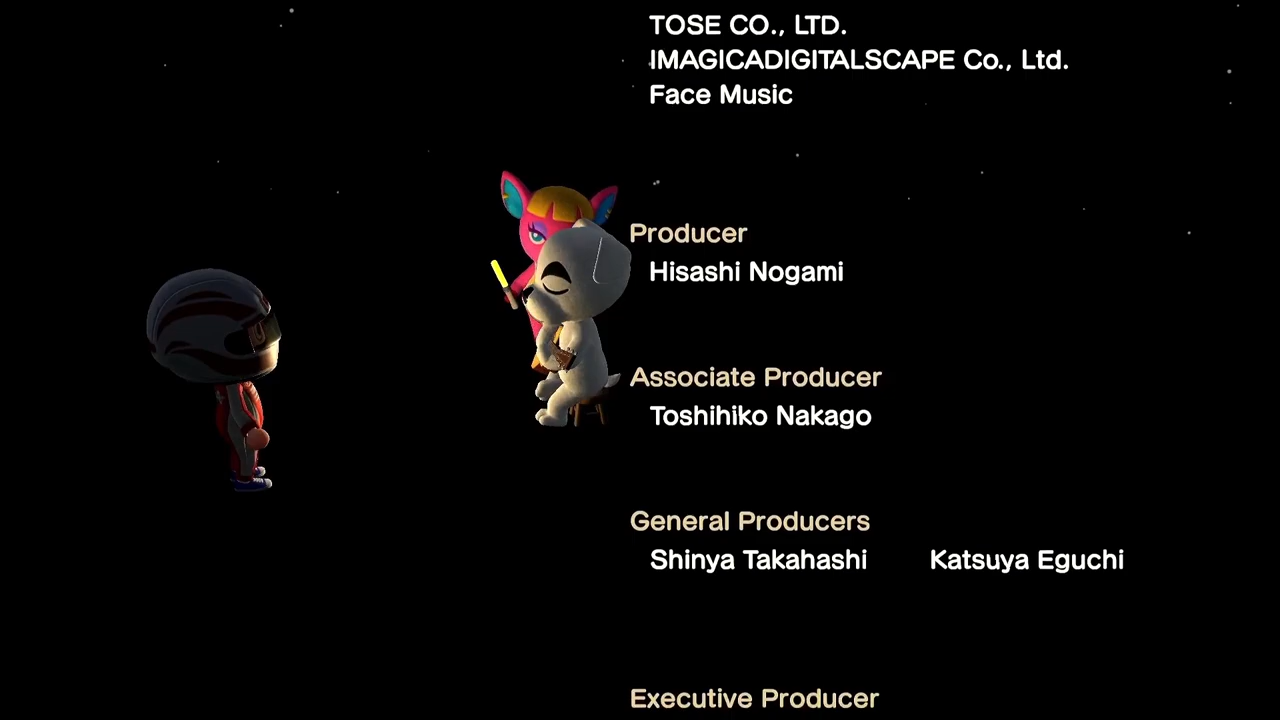 TOSE CO., LTD.
IMAGICADIGITALSCAPE Co., Ltd.
Face Music
Producer
Hisashi Nogami
Associate Producer
Toshihiko Nakago
General Producers
Shinya Takahashi Katsuya Eguchi
Executive Producer